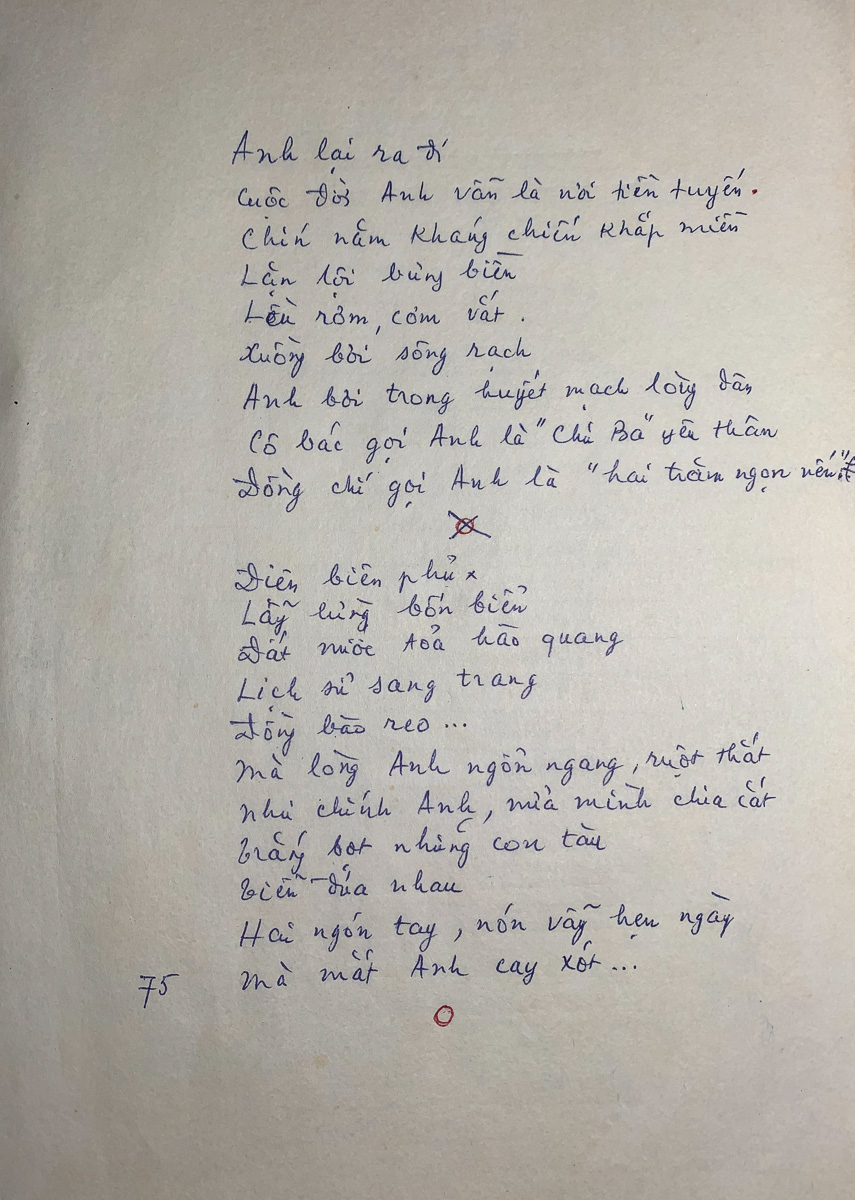 Anh lại ra đi
Cuộc đời Anh vẫn là nơi tiền tuyến.
Chín năm kháng chiến khắp miền
Lặn lội bưng biền
Lều rơm, cơm vắt.
Xuồng bơi sông rạch
Anh bơi trong huyết mạch lòng dân
Cô bác gọi Anh là "Chú Ba" yêu thân
Đồng chí gọi Anh là "hai trăm ngọn nến"
Điện biên phủ x
Lẫy lừng bốn biển
Đất nước toả hào quang
Lịch sử sang trang
Đồng bào reo...
Mà lòng Anh ngổn ngang, ruột thắt
như chính Anh, mừa mình chia cắt
trắng bọt những con tàu
tiễn đưa nhau
Hai ngón tay, nón vẫy hẹn ngày
mà mắt Anh cay xót...
75